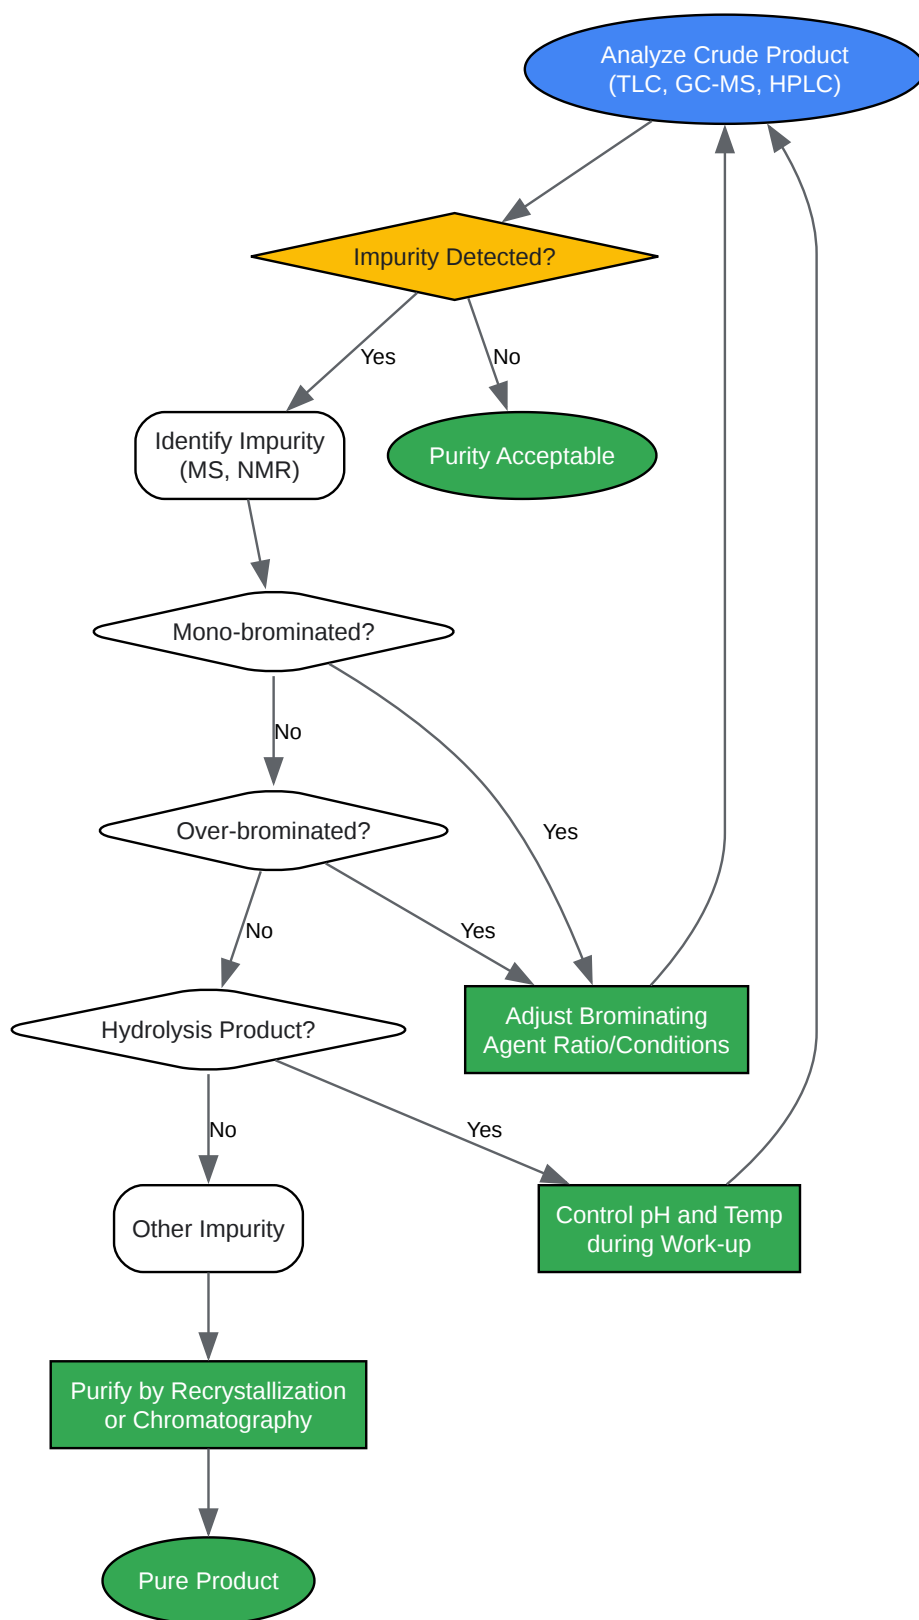 Analyze Crude Product
(TLC, GC-MS, HPLC)
Impurity Detected?
Yes
No
Identify Impurity
(MS, NMR)
Purity Acceptable
Mono-brominated?
No
Yes
Over-brominated?
No
Yes
Adjust Brominating
Agent Ratio/Conditions
Hydrolysis Product?
No
Yes
Control pH and Temp
during Work-up
Other Impurity
Purify by Recrystallization
or Chromatography
Pure Product